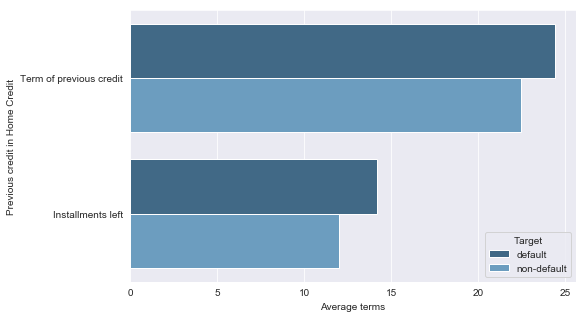 Previous credit in Home Credit
Term of previous credit
Installments left
Target
default
non-default
0 5 10 15 20 25
Average terms